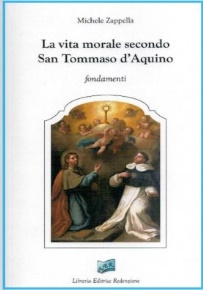 Michele Zappella
La vita morale secondo
San Tommaso d'Aquino
fondamenti
Libreria Editrice Redenzione